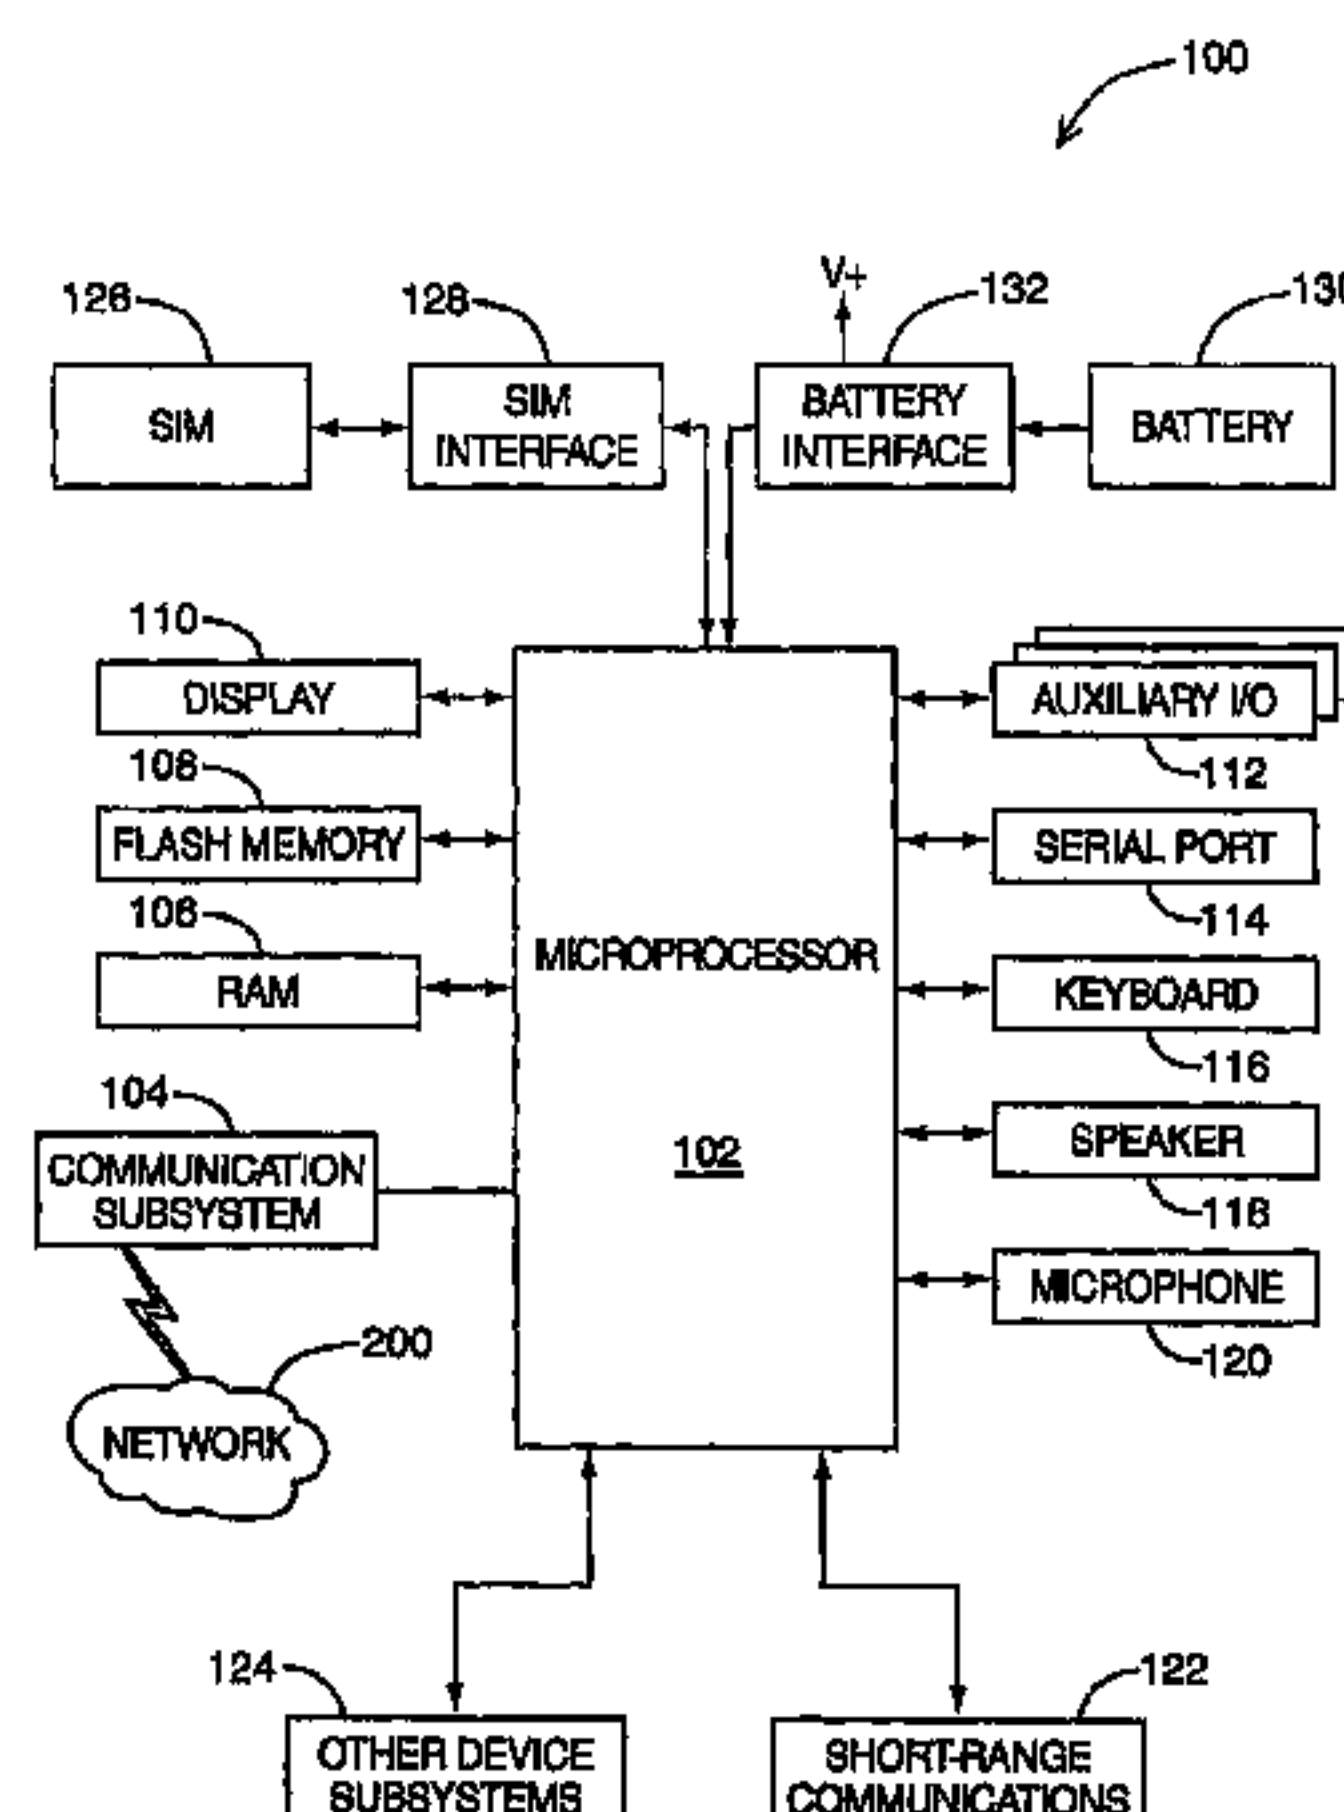 100
V+
126
128
132
130
SIM
SIM
INTERFACE
BATTERY
INTERFACE
BATTERY
110
DISPLAY
AUXILIARY I/O
112
108
FLASH MEMORY
SERIAL PORT
114
106
RAM
MICROPROCESSOR
KEYBOARD
116
104
COMMUNICATION
SUBSYSTEM
102
SPEAKER
118
MICROPHONE
120
200
NETWORK
124
122
OTHER DEVICE
SUBSYSTEMS
SHORT-RANGE
COMMUNICATIONS